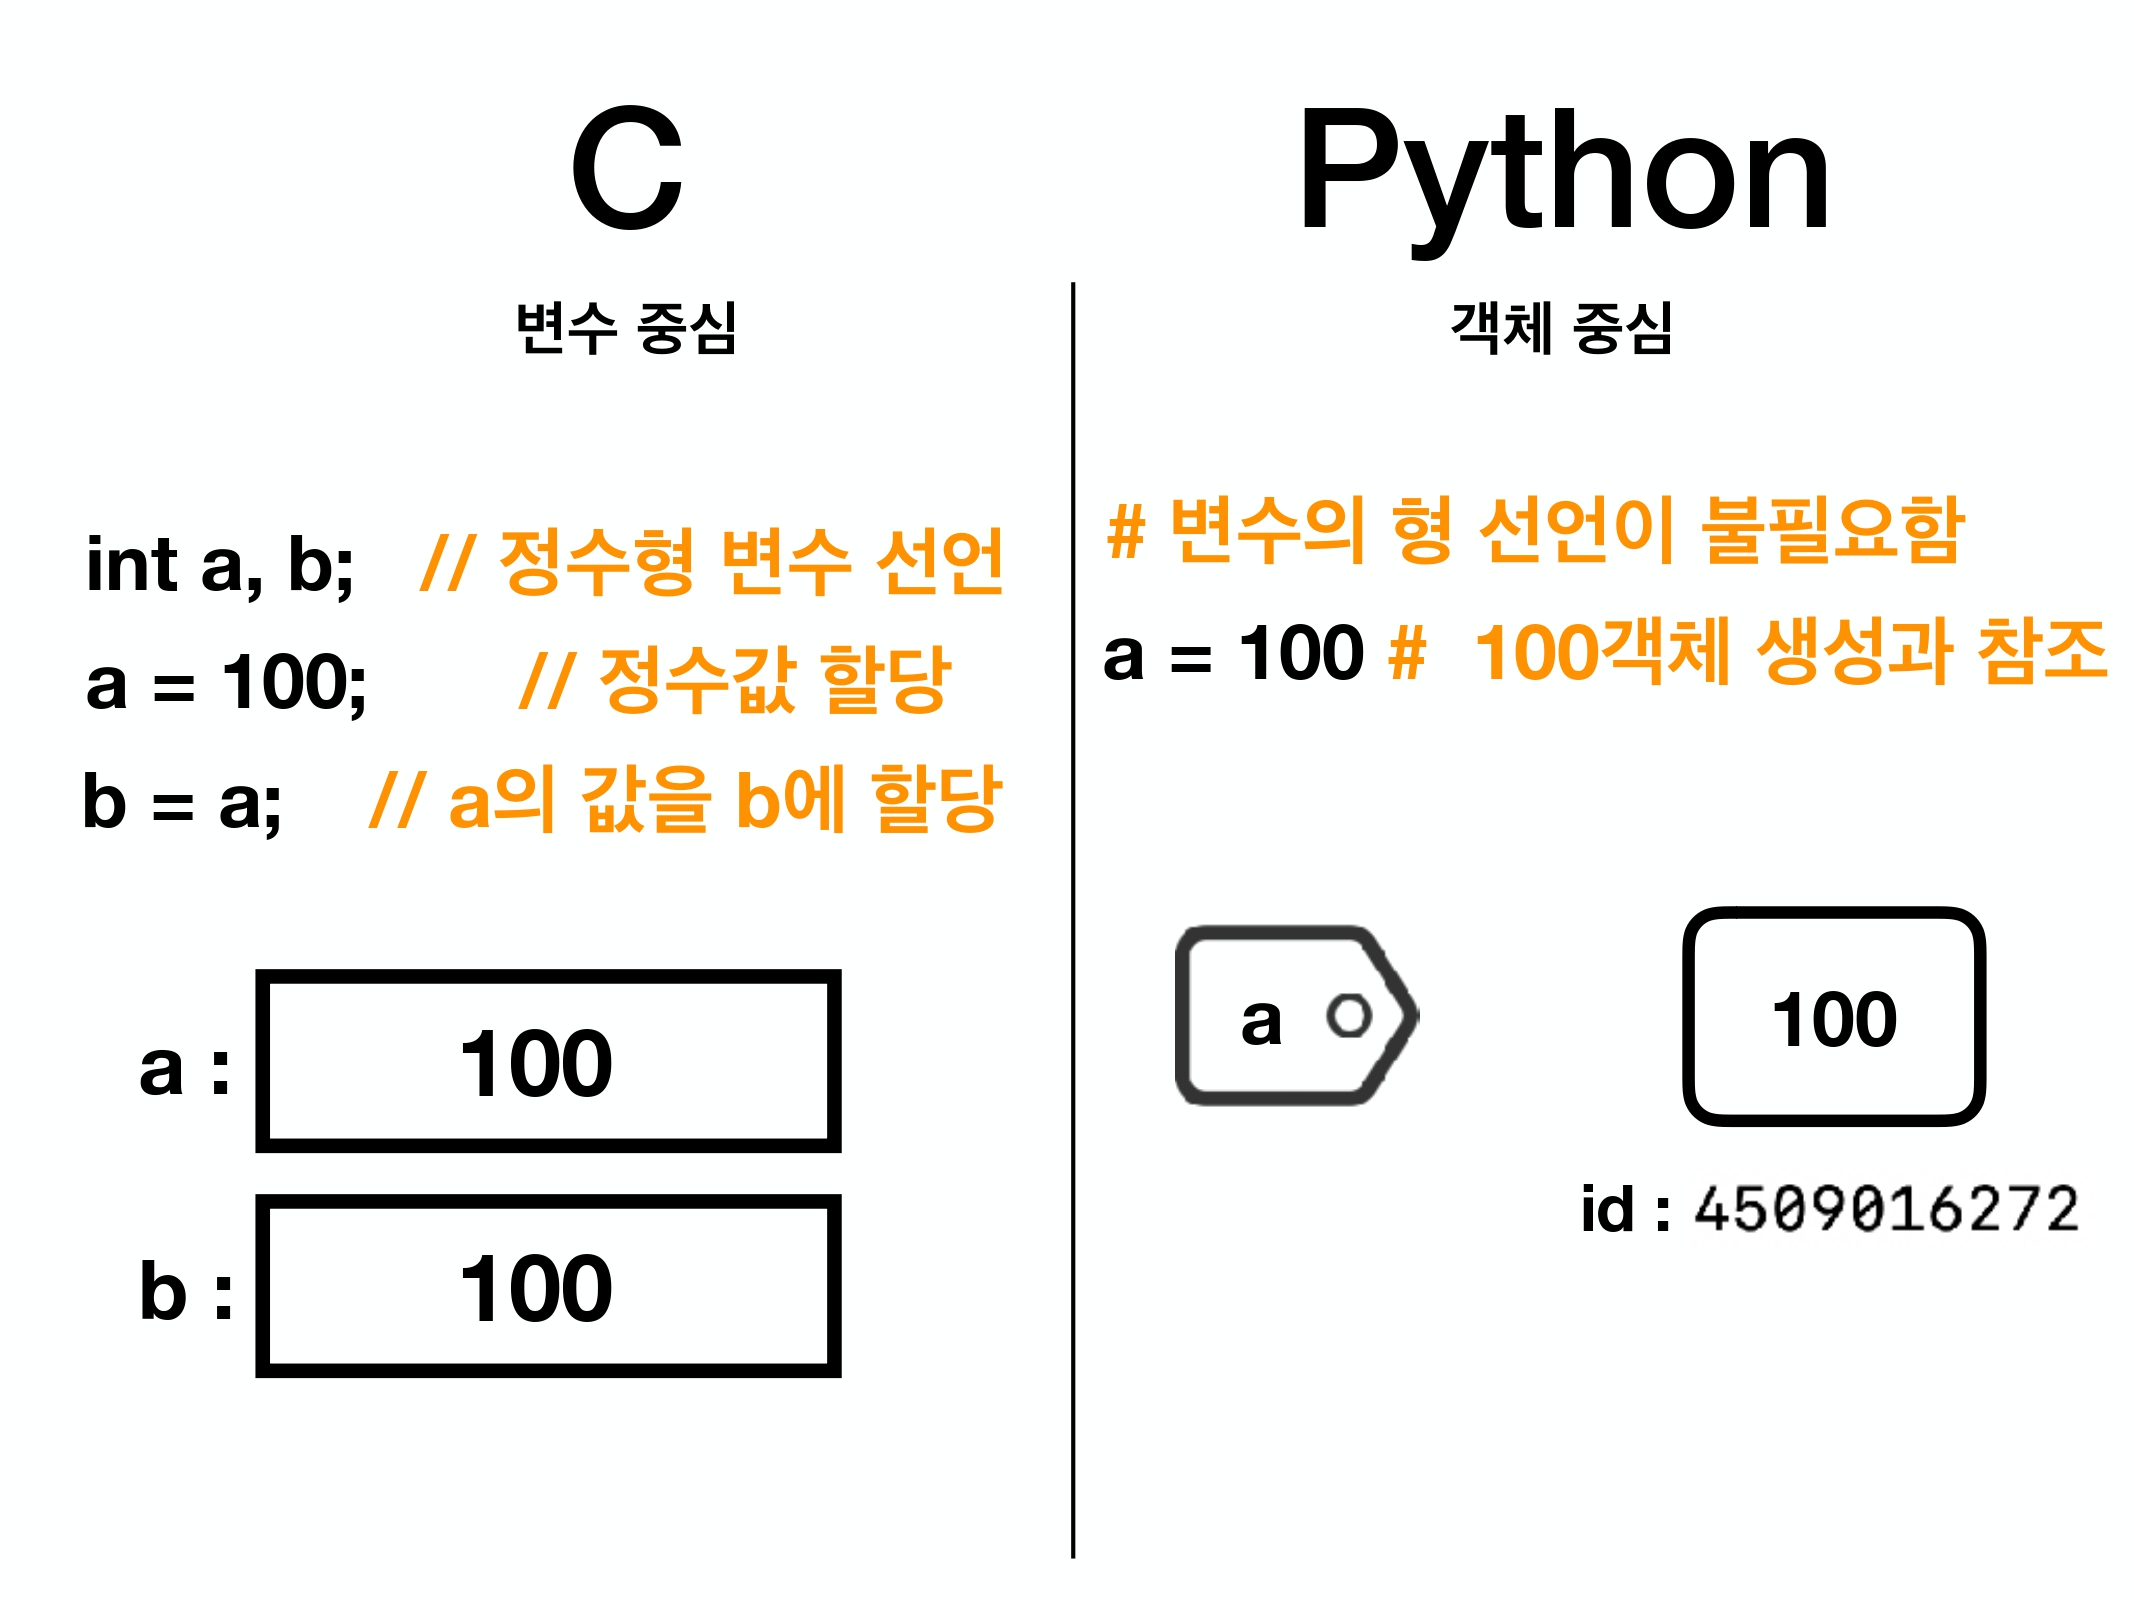 C
변수 중심
int a, b; // 정수형 변수 선언
a = 100; // 정수값 할당
b = a; // a의 값을 b에 할당
a : 100
b : 100
Python
객체 중심
# 변수의 형 선언이 불필요함
a = 100 # 100객체 생성과 참조
a
100
id : 4509016272